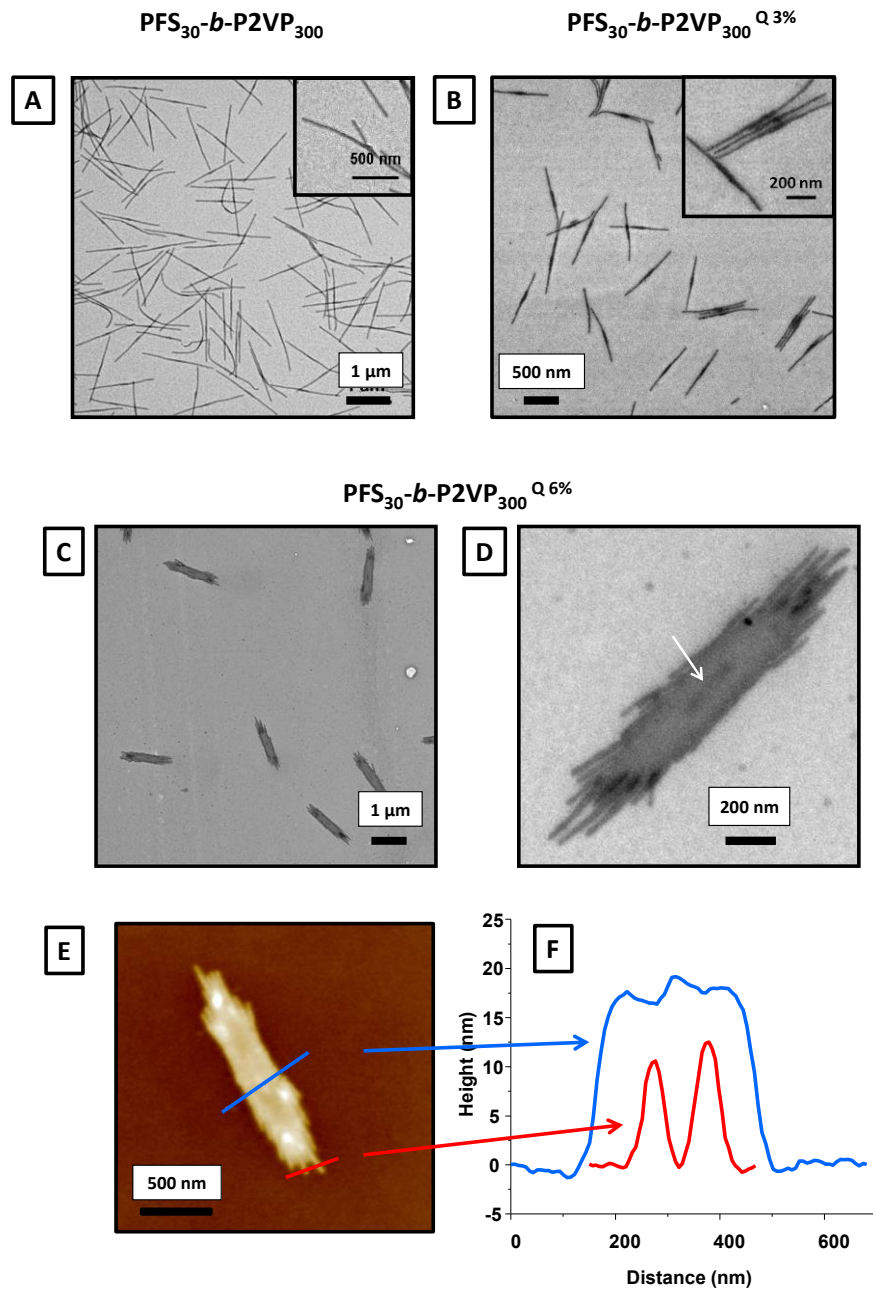 PFS30-b-P2VP300
PFS30-b-P2VP300 Q 3%
A
500 nm
1 µm
B
200 nm
500 nm
PFS30-b-P2VP300 Q 6%
C
1 µm
D
200 nm
E
500 nm
F
25
20
15
10
5
0
-5
Height (nm)
0
200
400
600
Distance (nm)